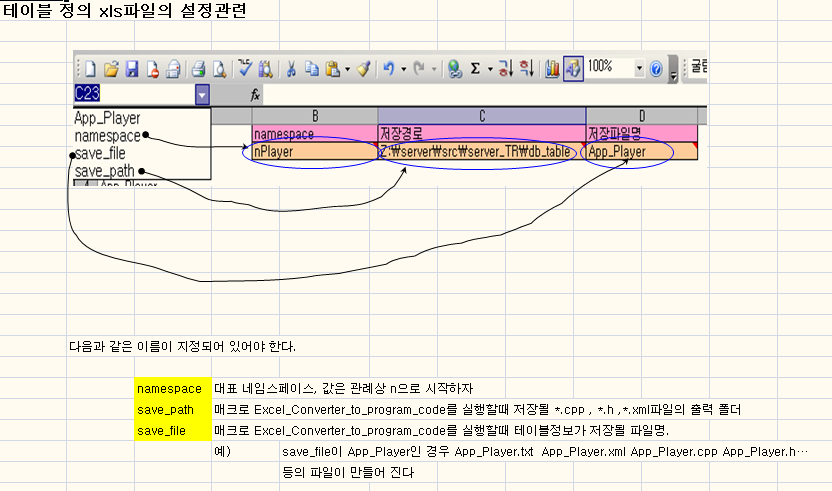 테이블 정의 xls파일의 설정관련
100%
굴림
C23
fx
App_Player
namespace
save_file
save_path
B C D
namespace 저장경로 저장파일명
nPlayer Z:₩server₩src₩server_TR₩db_table App_Player
4 App_Player
다음과 같은 이름이 지정되어 있어야 한다.
namespace 대표 네임스페이스, 값은 관례상 n으로 시작하자
save_path 매크로 Excel_Converter_to_program_code를 실행할때 저장될 *.cpp , *.h ,*.xml파일의 출력 폴더
save_file 매크로 Excel_Converter_to_program_code를 실행할때 테이블정보가 저장될 파일명.
예) save_file이 App_Player인 경우 App_Player.txt App_Player.xml App_Player.cpp App_Player.h…
등의 파일이 만들어 진다